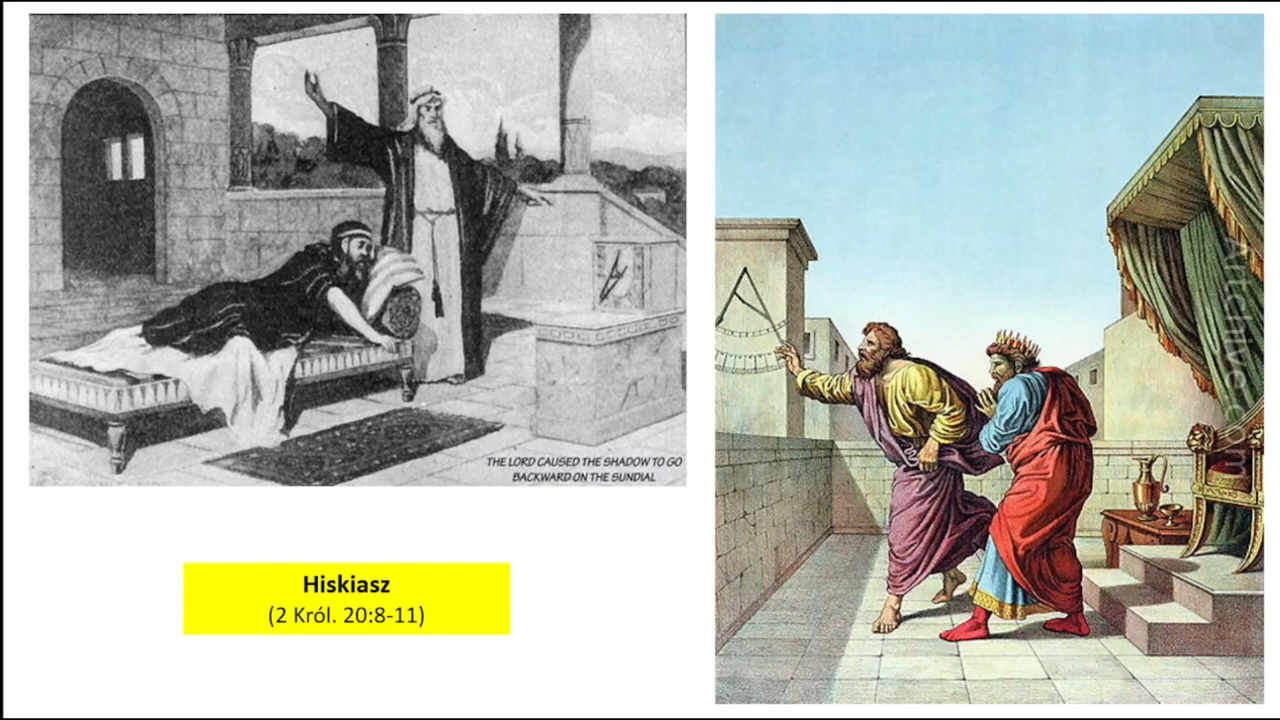 THE LORD CAUSED THE SHADOW TO GO
BACKWARD ON THE SUNDIAL
Hiskiasz
(2 Król. 20:8-11)